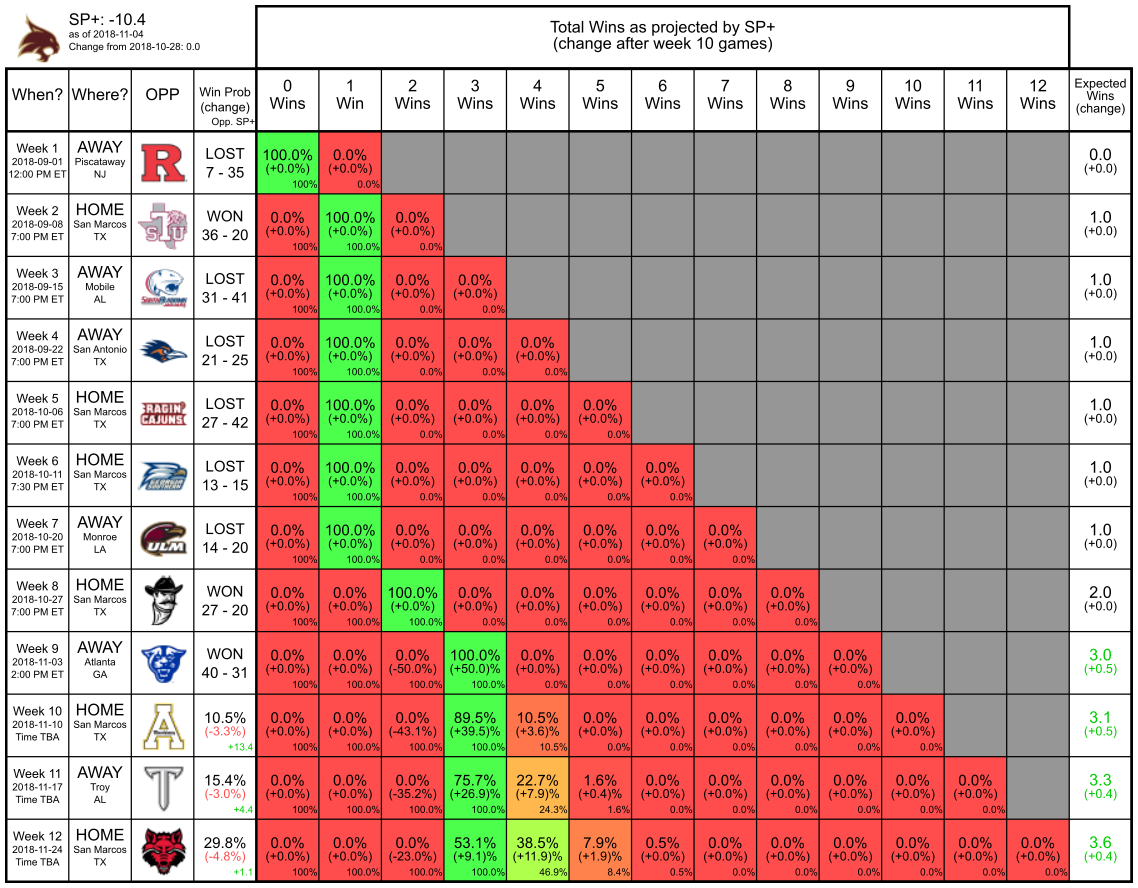 SP+: -10.4
as of 2018-11-04
Change from 2018-10-28: 0.0
Total Wins as projected by SP+
(change after week 10 games)
When? Where? OPP Win Prob (change) Opp. SP+ 0 Wins 1 Win 2 Wins 3 Wins 4 Wins 5 Wins 6 Wins 7 Wins 8 Wins 9 Wins 10 Wins 11 Wins 12 Wins Expected Wins (change)
Week 1 AWAY LOST 100.0% 0.0% 0.0
2018-09-01 Piscataway R 7 - 35 (+0.0%) (+0.0%) (+0.0)
12:00 PM ET NJ 100% 0.0%
Week 2 HOME WON 0.0% 100.0% 0.0% 1.0
2018-09-08 San Marcos 36 - 20 (+0.0%) (+0.0%) (+0.0%) (+0.0)
7:00 PM ET TX 100% 100.0% 0.0%
Week 3 AWAY LOST 0.0% 100.0% 0.0% 0.0% 1.0
2018-09-15 Mobile 31 - 41 (+0.0%) (+0.0%) (+0.0%) (+0.0%) (+0.0)
7:00 PM ET AL 100% 100.0% 0.0% 0.0%
Week 4 AWAY LOST 0.0% 100.0% 0.0% 0.0% 0.0% 1.0
2018-09-22 San Antonio 21 - 25 (+0.0%) (+0.0%) (+0.0%) (+0.0%) (+0.0%) (+0.0)
7:00 PM ET TX 100% 100.0% 0.0% 0.0% 0.0%
Week 5 HOME RAGIN' LOST 0.0% 100.0% 0.0% 0.0% 0.0% 0.0% 1.0
2018-10-06 San Marcos CAJUNS 27 - 42 (+0.0%) (+0.0%) (+0.0%) (+0.0%) (+0.0%) (+0.0%) (+0.0)
7:00 PM ET TX 100% 100.0% 0.0% 0.0% 0.0% 0.0%
Week 6 HOME LOST 0.0% 100.0% 0.0% 0.0% 0.0% 0.0% 0.0% 1.0
2018-10-11 San Marcos 13 - 15 (+0.0%) (+0.0%) (+0.0%) (+0.0%) (+0.0%) (+0.0%) (+0.0%) (+0.0)
7:30 PM ET TX 100% 100.0% 0.0% 0.0% 0.0% 0.0% 0.0%
Week 7 AWAY LOST 0.0% 100.0% 0.0% 0.0% 0.0% 0.0% 0.0% 0.0% 1.0
2018-10-20 Monroe ULM 14 - 20 (+0.0%) (+0.0%) (+0.0%) (+0.0%) (+0.0%) (+0.0%) (+0.0%) (+0.0%) (+0.0)
7:00 PM ET LA 100% 100.0% 0.0% 0.0% 0.0% 0.0% 0.0% 0.0%
Week 8 HOME WON 0.0% 0.0% 100.0% 0.0% 0.0% 0.0% 0.0% 0.0% 0.0% 2.0
2018-10-27 San Marcos 27 - 20 (+0.0%) (+0.0%) (+0.0%) (+0.0%) (+0.0%) (+0.0%) (+0.0%) (+0.0%) (+0.0%) (+0.0)
7:00 PM ET TX 100% 100.0% 100.0% 0.0% 0.0% 0.0% 0.0% 0.0% 0.0%
Week 9 AWAY WON 0.0% 0.0% 0.0% 100.0% 0.0% 0.0% 0.0% 0.0% 0.0% 0.0% 3.0
2018-11-03 Atlanta 40 - 31 (+0.0%) (+0.0%) (-50.0%) (+50.0)% (+0.0%) (+0.0%) (+0.0%) (+0.0%) (+0.0%) (+0.0%) (+0.5)
2:00 PM ET GA 100% 100.0% 100.0% 100.0% 0.0% 0.0% 0.0% 0.0% 0.0% 0.0%
Week 10 HOME 10.5% 0.0% 0.0% 0.0% 89.5% 10.5% 0.0% 0.0% 0.0% 0.0% 0.0% 0.0% 3.1
2018-11-10 San Marcos A (-3.3%) (+0.0%) (+0.0%) (-43.1%) (+39.5)% (+3.6)% (+0.0%) (+0.0%) (+0.0%) (+0.0%) (+0.0%) (+0.0%) (+0.5)
Time TBA TX +13.4 100% 100.0% 100.0% 100.0% 10.5% 0.0% 0.0% 0.0% 0.0% 0.0% 0.0%
Week 11 AWAY 15.4% 0.0% 0.0% 0.0% 75.7% 22.7% 1.6% 0.0% 0.0% 0.0% 0.0% 0.0% 0.0% 3.3
2018-11-17 Troy T (-3.0%) (+0.0%) (+0.0%) (-35.2%) (+26.9)% (+7.9)% (+0.4)% (+0.0%) (+0.0%) (+0.0%) (+0.0%) (+0.0%) (+0.0%) (+0.4)
Time TBA AL +4.4 100% 100.0% 100.0% 100.0% 24.3% 1.6% 0.0% 0.0% 0.0% 0.0% 0.0% 0.0%
Week 12 HOME 29.8% 0.0% 0.0% 0.0% 53.1% 38.5% 7.9% 0.5% 0.0% 0.0% 0.0% 0.0% 0.0% 0.0% 3.6
2018-11-24 San Marcos (-4.8%) (+0.0%) (+0.0%) (-23.0%) (+9.1)% (+11.9)% (+1.9)% (+0.0%) (+0.0%) (+0.0%) (+0.0%) (+0.0%) (+0.0%) (+0.0%) (+0.4)
Time TBA TX +1.1 100% 100.0% 100.0% 100.0% 46.9% 8.4% 0.5% 0.0% 0.0% 0.0% 0.0% 0.0% 0.0%